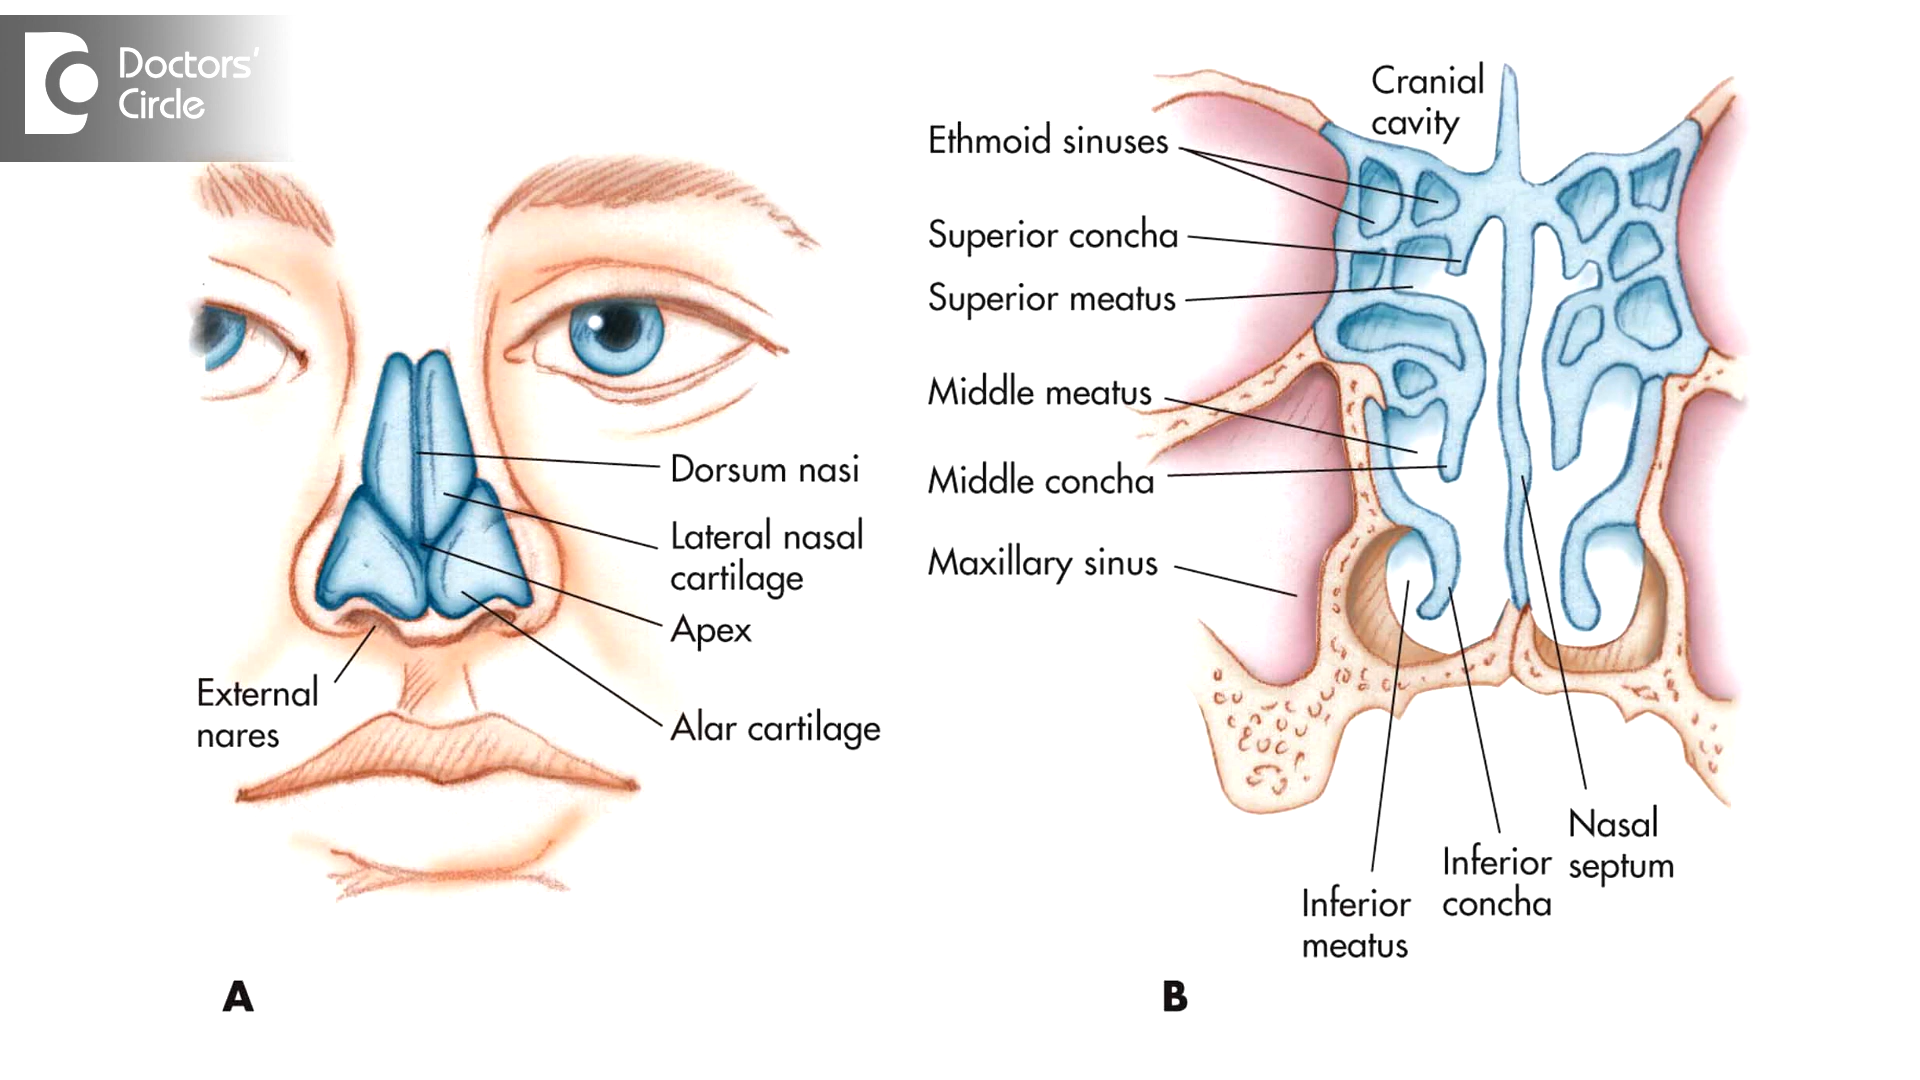 Doctors'
Circle
Dorsum nasi
Lateral nasal
cartilage
Apex
Alar cartilage
External
nares
A
Cranial
cavity
Ethmoid sinuses
Superior concha
Superior meatus
Middle meatus
Middle concha
Maxillary sinus
Nasal
septum
Inferior
concha
Inferior
meatus
B